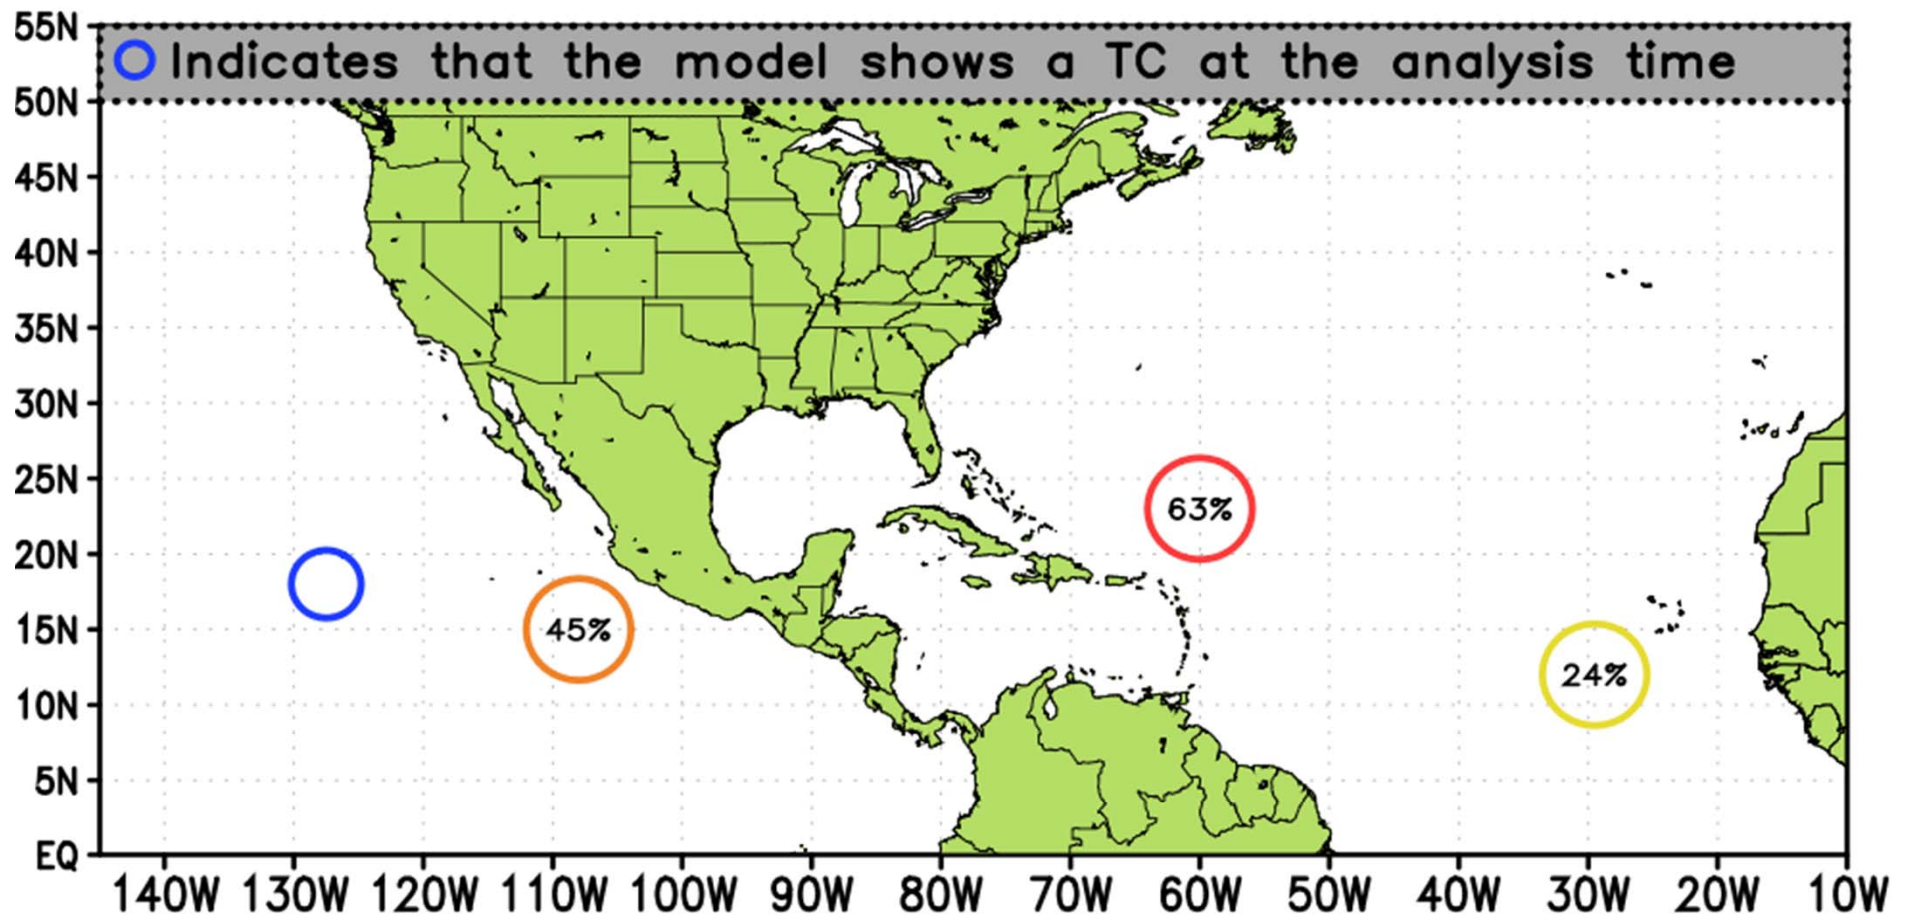 55N
Indicates that the model shows a TC at the analysis time
50N
45N
40N
35N
30N
25N
63%
20N
45%
15N
24%
10N
5N
EQ
140W 130W 120W 110W 100W 90W 80W 70W 60W 50W 40W 30W 20W 10W